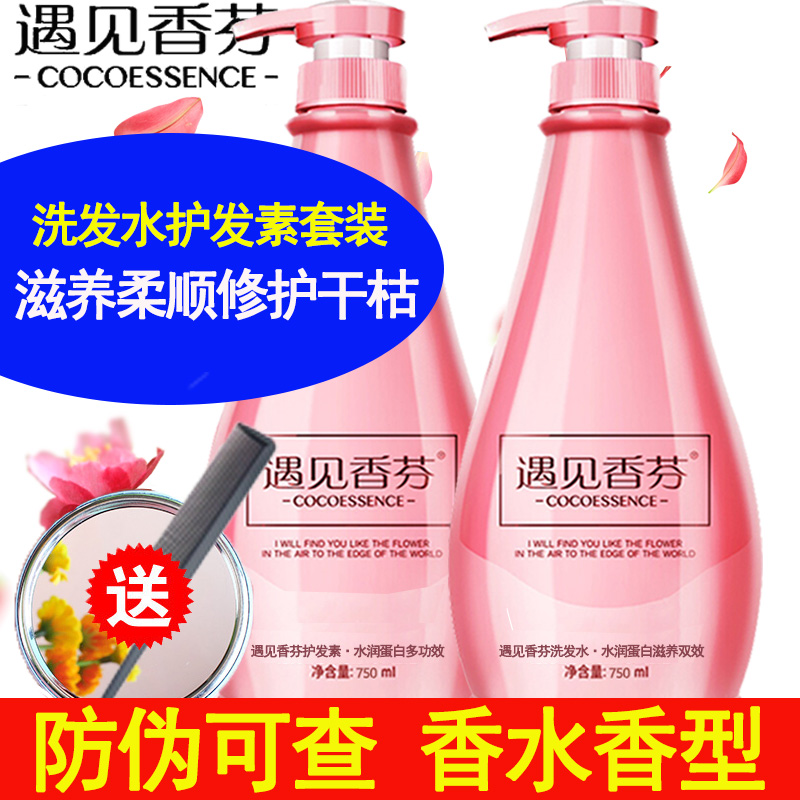 遇见香芬
-COCOESSENCE-
洗发水护发素套装
滋养柔顺修护干枯
遇见香芬®
-COCOESSENCE-
I WILL FIND YOU LIKE THE FLOWER
IN THE AIR TO THE EDGE OF THE WORLD
遇见香芬护发素·水润蛋白多功效
净含量:750 ml
遇见香芬®
-COCOESSENCE-
I WILL FIND YOU LIKE THE FLOWER
IN THE AIR TO THE EDGE OF THE WORLD
遇见香芬洗发水·水润蛋白滋养双效
净含量:750 ml
送
防伪可查 香水香型